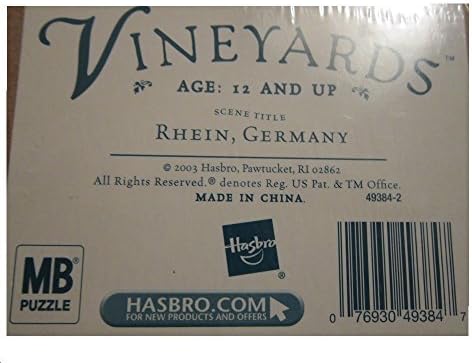 VINEYARDS™
AGE: 12 AND UP
SCENE TITLE
RHEIN, GERMANY
© 2003 Hasbro, Pawtucket, RI 02862
All Rights Reserved.® denotes Reg. US Pat. & TM Office.
MADE IN CHINA. 49384-2
Hasbro
®
MB®
PUZZLE
HASBRO.COM
FOR NEW PRODUCTS AND OFFERS
0 76930 49384 7